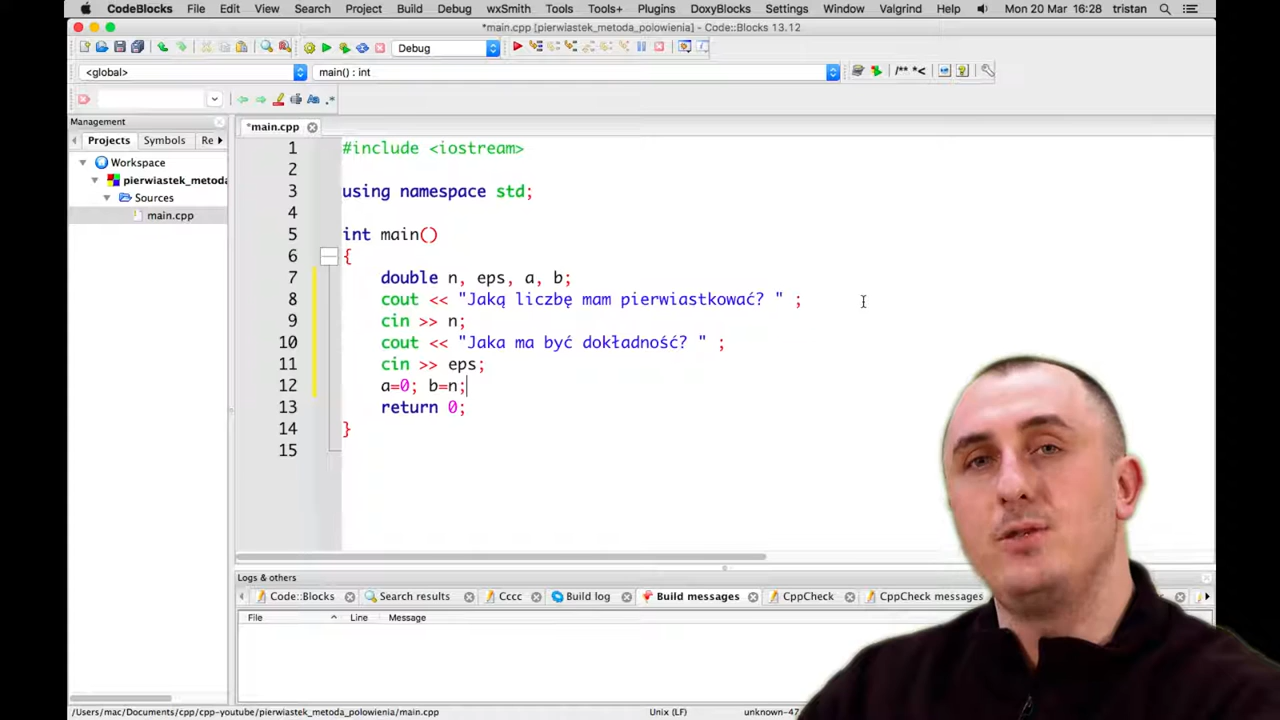 CodeBlocks File Edit View Search Project Build Debug wxSmith Tools Tools+ Plugins DoxyBlocks Settings Window Valgrind Help Mon 20 Mar 16:28 tristan
*main.cpp [pierwiastek_metoda_polowienia] - Code::Blocks 13.12
Debug
<global> main() : int /** *<
Management
Projects Symbols Re
*main.cpp
Workspace
pierwiastek_metoda
Sources
main.cpp
1 #include <iostream>
2
3 using namespace std;
4
5 int main()
6 {
7 double n, eps, a, b;
8 cout << "Jaką liczbę mam pierwiastkować? " ;
9 cin >> n;
10 cout << "Jaka ma być dokładność? " ;
11 cin >> eps;
12 a=0; b=n;
13 return 0;
14 }
15
Logs & others
Code::Blocks Search results Cccc Build log Build messages CppCheck CppCheck messages
File Line Message
/Users/mac/Documents/cpp/cpp-youtube/pierwiastek_metoda_polowienia/main.cpp Unix (LF) unknown-47